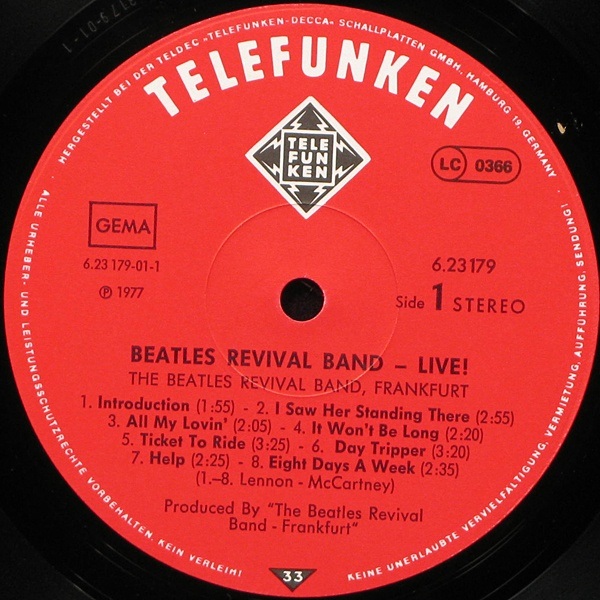 3179-01-1
HERGESTELLT BEI DER TELDEC »TELEFUNKEN-DECCA« SCHALLPLATTEN GMBH., HAMBURG 19, GERMANY
TELEFUNKEN
TELE
FUN
KEN
LC 0366
GEMA
6.23179-01-1
℗ 1977
6.23179
Side 1 STEREO
BEATLES REVIVAL BAND – LIVE!
THE BEATLES REVIVAL BAND, FRANKFURT
1. Introduction (1:55) - 2. I Saw Her Standing There (2:55)
3. All My Lovin' (2:05) - 4. It Won't Be Long (2:20)
5. Ticket To Ride (3:25) - 6. Day Tripper (3:20)
7. Help (2:25) - 8. Eight Days A Week (2:35)
(1.–8. Lennon - McCartney)
Produced By "The Beatles Revival
Band - Frankfurt"
33
ALLE URHEBER- UND LEISTUNGSSCHUTZRECHTE VORBEHALTEN. KEIN VERLEIH!
KEINE UNERLAUBTE VERVIELFÄLTIGUNG, VERMIETUNG, AUFFÜHRUNG, SENDUNG!